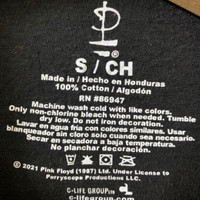 S / CH
Made in / Hecho en Honduras
100% Cotton / Algodón
RN #86947
Machine wash cold with like colors.
Only non-chlorine bleach when needed. Tumble
dry low. Do not iron decoration.
Lavar en agua fría con colores similares. Usar
blanqueador sin cloro solo cuando sea necesario.
Secar en secadora a baja temperatura.
No planchar decoración.
© 2021 Pink Floyd (1987) Ltd. Under License to
Perryscope Productions LLC.
C-LIFE GROUP LTD
c-lifegroup.com